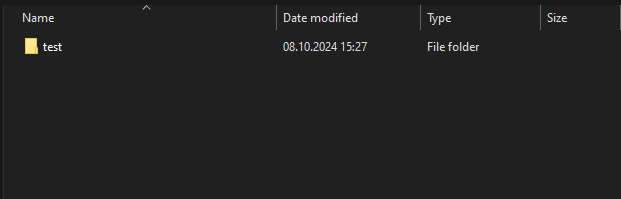 Name Date modified Type Size
test 08.10.2024 15:27 File folder